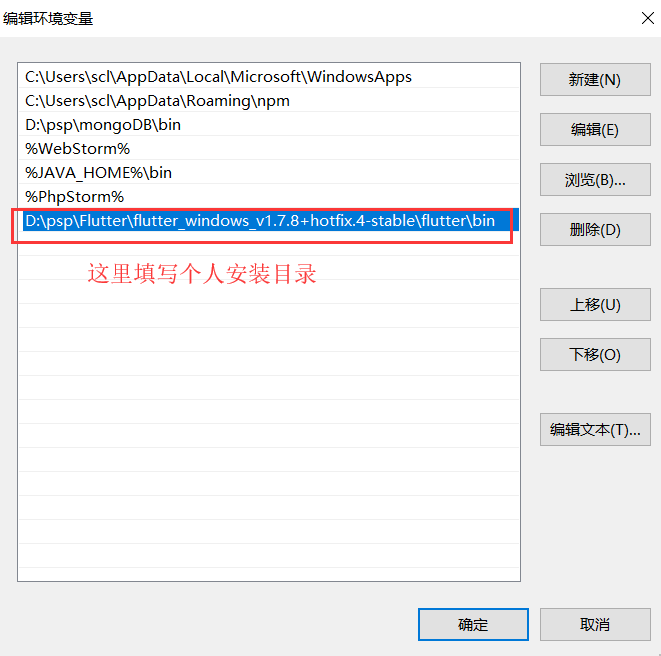 编辑环境变量
C:\Users\scl\AppData\Local\Microsoft\WindowsApps
C:\Users\scl\AppData\Roaming\npm
D:\psp\mongoDB\bin
%WebStorm%
%JAVA_HOME%\bin
%PhpStorm%
D:\psp\Flutter\flutter_windows_v1.7.8+hotfix.4-stable\flutter\bin
这里填写个人安装目录
新建(N)
编辑(E)
浏览(B)...
删除(D)
上移(U)
下移(O)
编辑文本(T)...
确定
取消